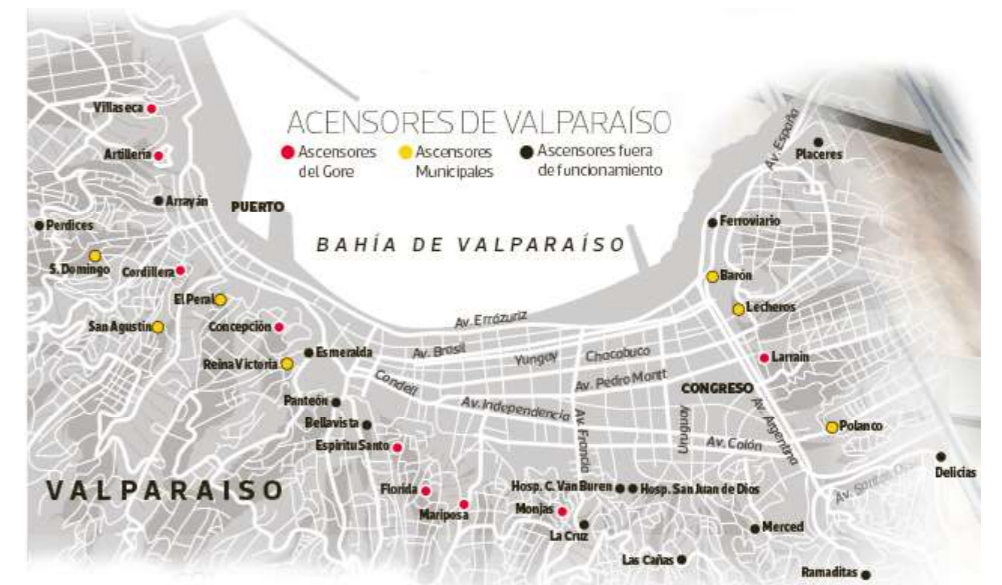 ACENSORES DE VALPARAÍSO
Ascensores
del Gore
Ascensores
Municipales
Ascensores fuera
de funcionamiento
Villaseca
Artillería
Arrayán
PUERTO
Perdices
S. Domingo
Cordillera
El Peral
San Agustín
Concepción
Reina Victoria
Esmeralda
Panteón
Bellavista
Espíritu Santo
Florida
Mariposa
VALPARAISO
BAHÍA DE VALPARAÍSO
Av. España
Placeres
Ferroviario
Barón
Lecheros
Larraín
Av. Errázuriz
Av. Brasil
Yungay
Chacabuco
Condell
Av. Pedro Montt
CONGRESO
Av. Independencia
Av. Francia
Uruguay
Av. Colón
Av. Argentina
Polanco
Delicias
Hosp. C. Van Buren
Hosp. San Juan de Dios
Monjas
La Cruz
Merced
Las Cañas
Ramaditas